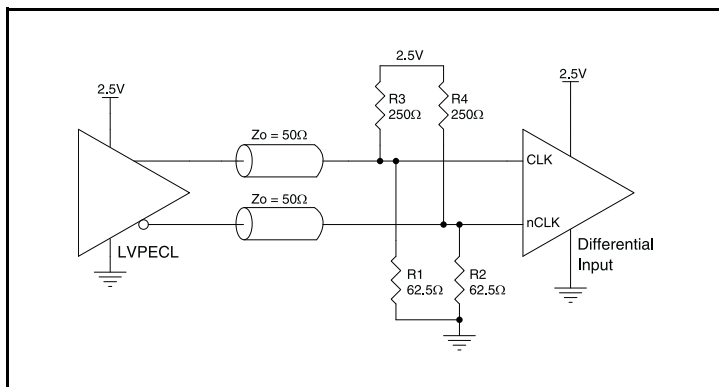 2.5V
2.5V
2.5V
R3
250Ω
R4
250Ω
Zo = 50Ω
CLK
Zo = 50Ω
nCLK
LVPECL
Differential
Input
R1
62.5Ω
R2
62.5Ω